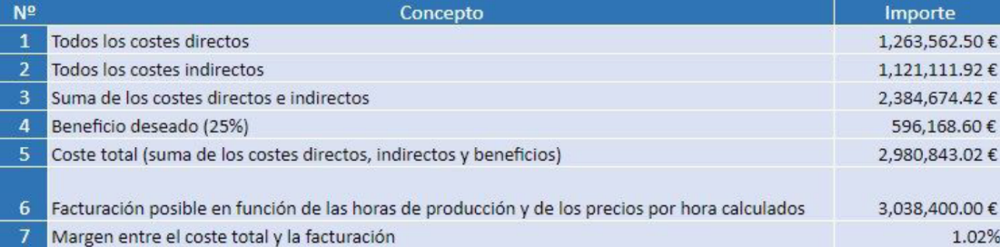 Nº Concepto Importe
1 Todos los costes directos 1,263,562.50 €
2 Todos los costes indirectos 1,121,111.92 €
3 Suma de los costes directos e indirectos 2,384,674.42 €
4 Beneficio deseado (25%) 596,168.60 €
5 Coste total (suma de los costes directos, indirectos y beneficios) 2,980,843.02 €
6 Facturación posible en función de las horas de producción y de los precios por hora calculados 3,038,400.00 €
7 Margen entre el coste total y la facturación 1.02%